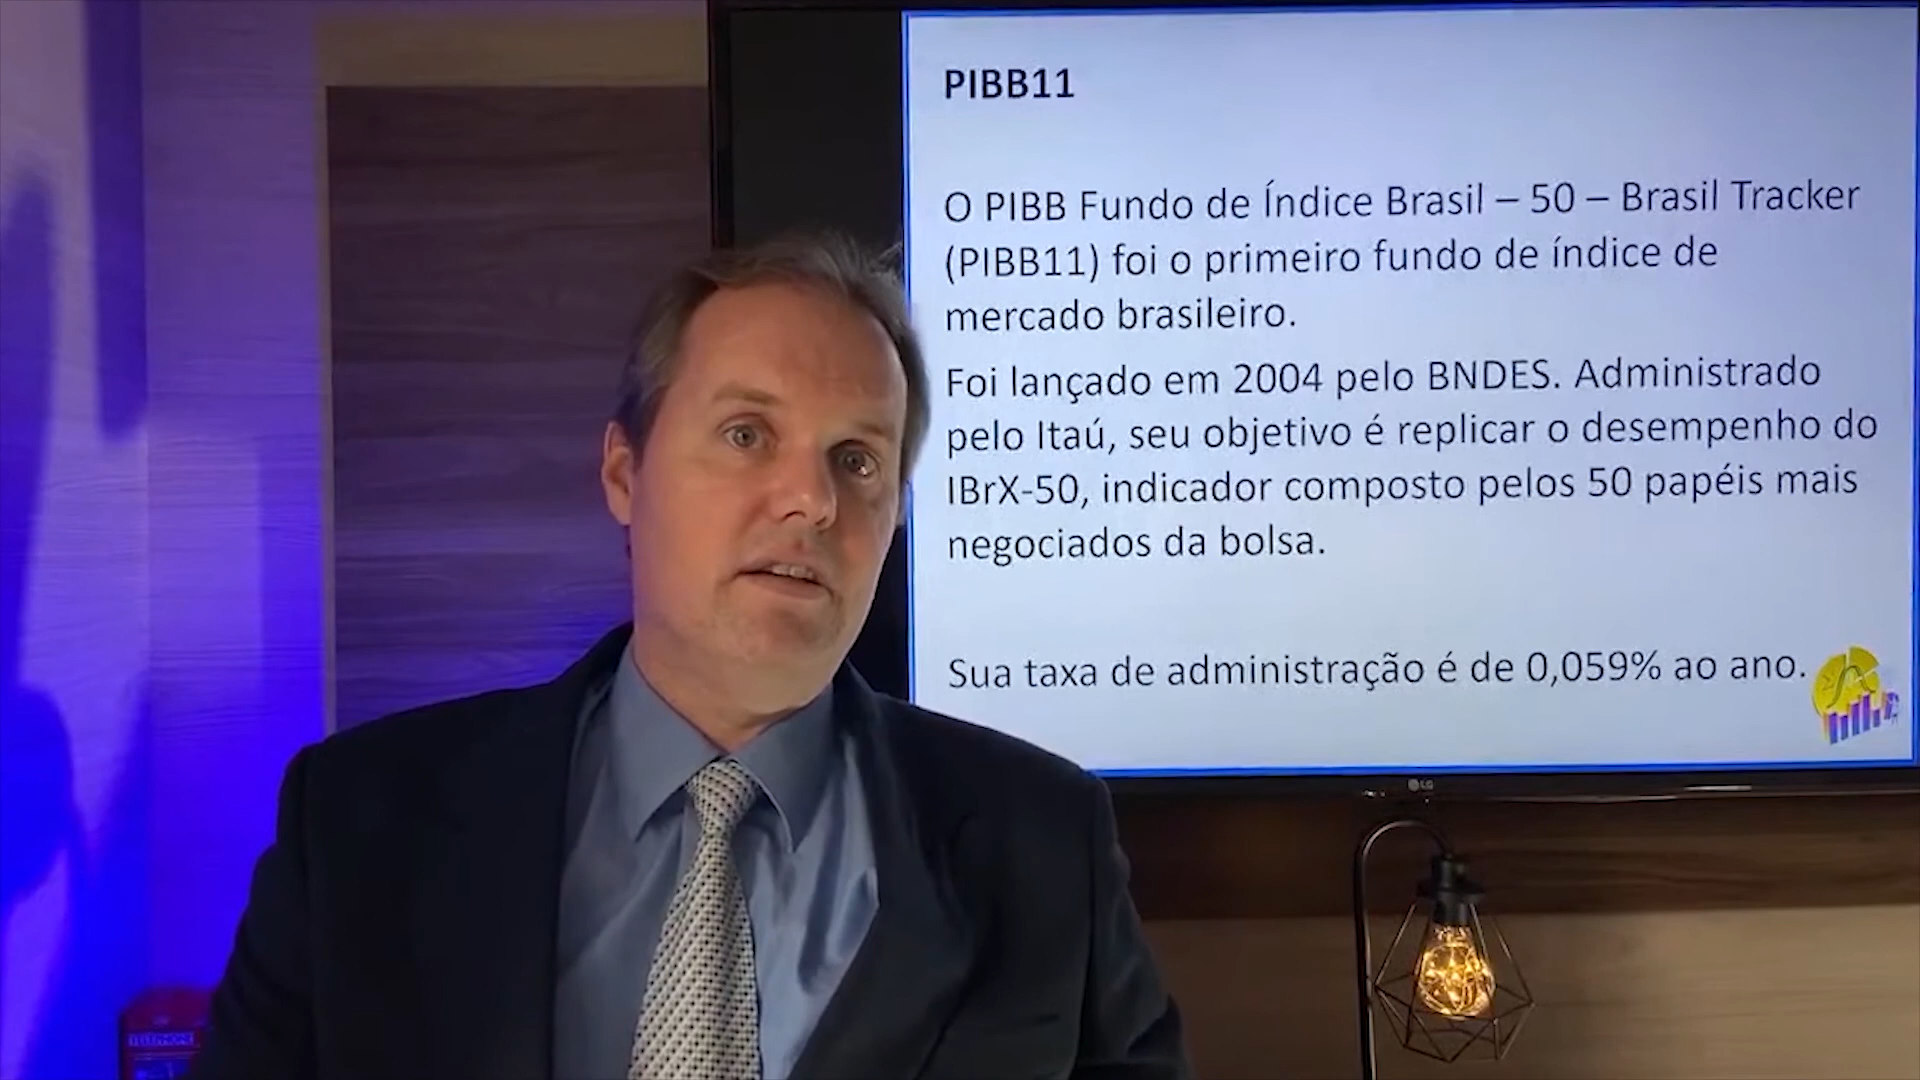 PIBB11
O PIBB Fundo de Índice Brasil – 50 – Brasil Tracker
(PIBB11) foi o primeiro fundo de índice de
mercado brasileiro.
Foi lançado em 2004 pelo BNDES. Administrado
pelo Itaú, seu objetivo é replicar o desempenho do
IBrX-50, indicador composto pelos 50 papéis mais
negociados da bolsa.
Sua taxa de administração é de 0,059% ao ano.
LG
TELEPHONE